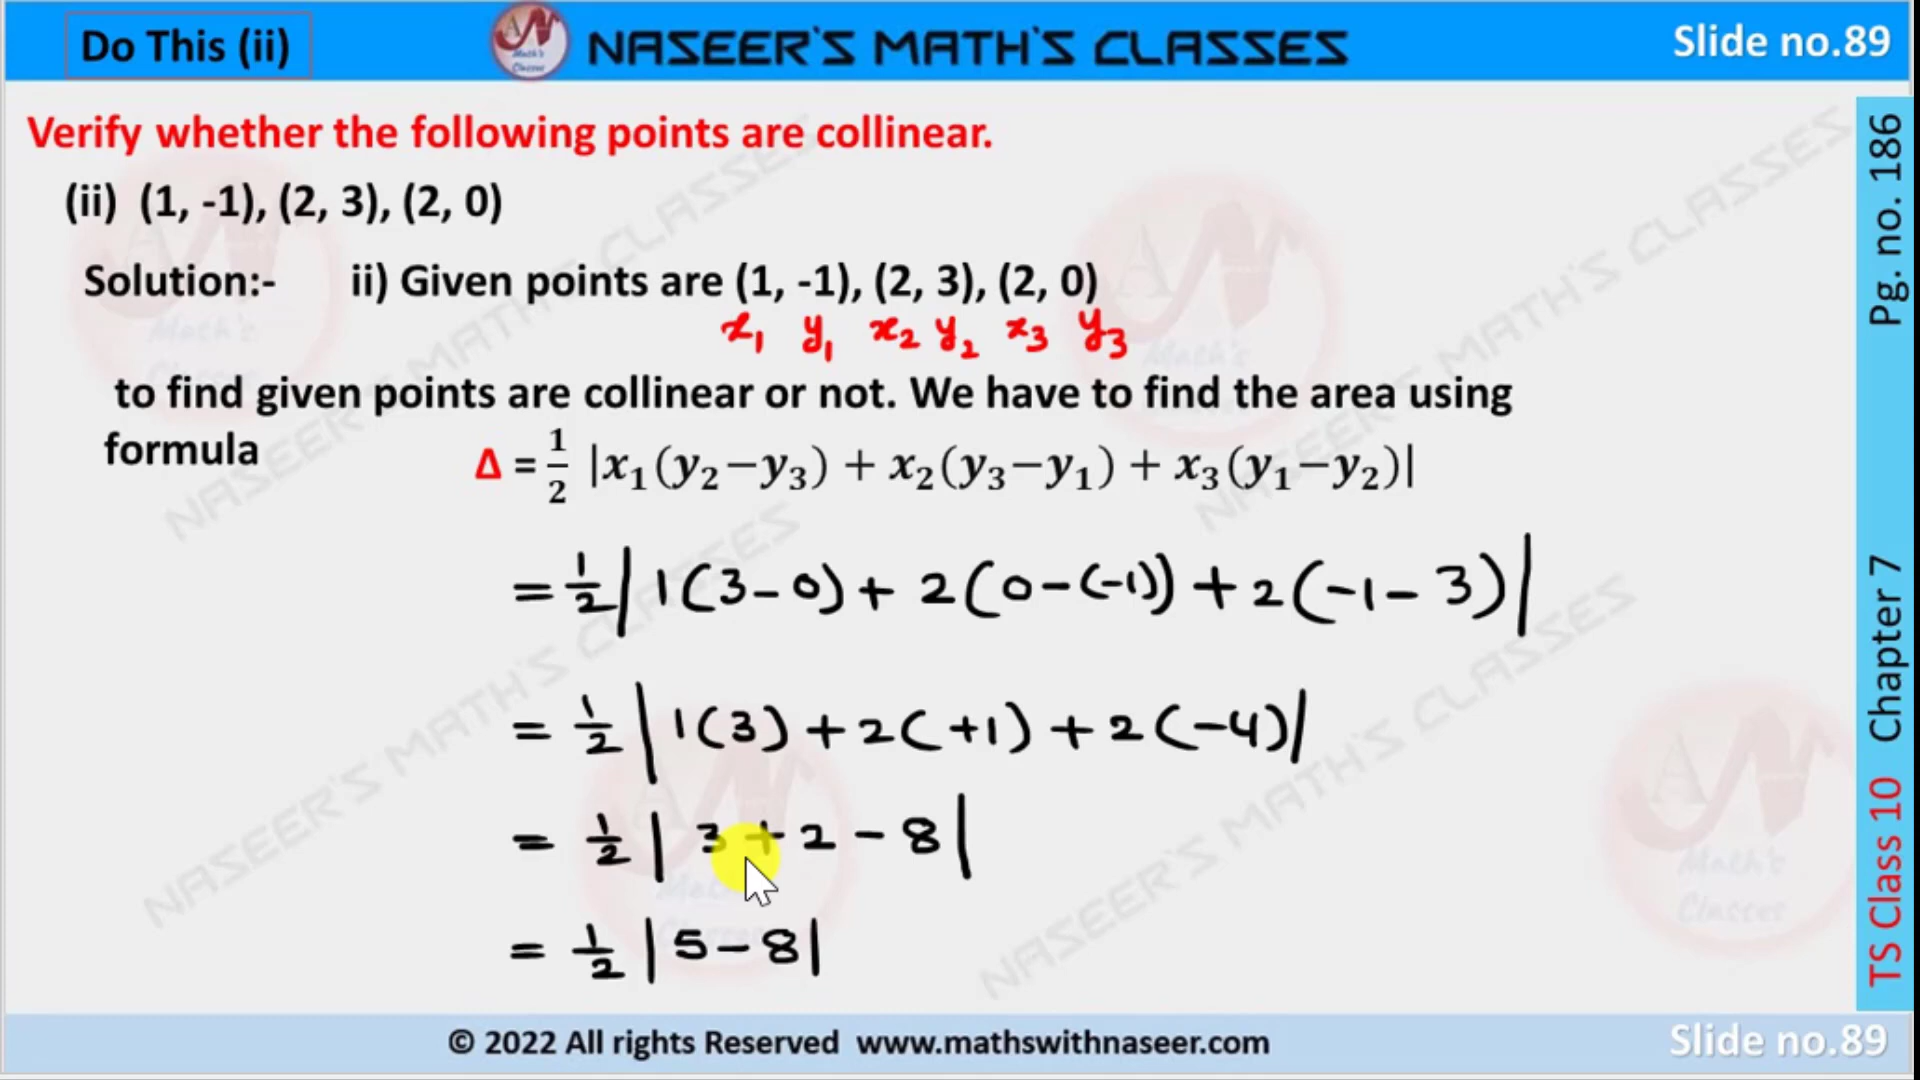 Do This (ii)
NASEER'S MATH'S CLASSES
Slide no.89
Verify whether the following points are collinear.
(ii) (1, -1), (2, 3), (2, 0)
Solution:- ii) Given points are (1, -1), (2, 3), (2, 0)
x₁ y₁ x₂ y₂ x₃ y₃
to find given points are collinear or not. We have to find the area using
formula
Δ = 1/2 |x₁(y₂−y₃) + x₂(y₃−y₁) + x₃(y₁−y₂)|
= 1/2 | 1(3-0) + 2(0-(-1)) + 2(-1-3) |
= 1/2 | 1(3) + 2(+1) + 2(-4) |
= 1/2 | 3+2-8 |
= 1/2 | 5-8 |
Pg. no. 186
TS Class 10 Chapter 7
© 2022 All rights Reserved www.mathswithnaseer.com
Slide no.89